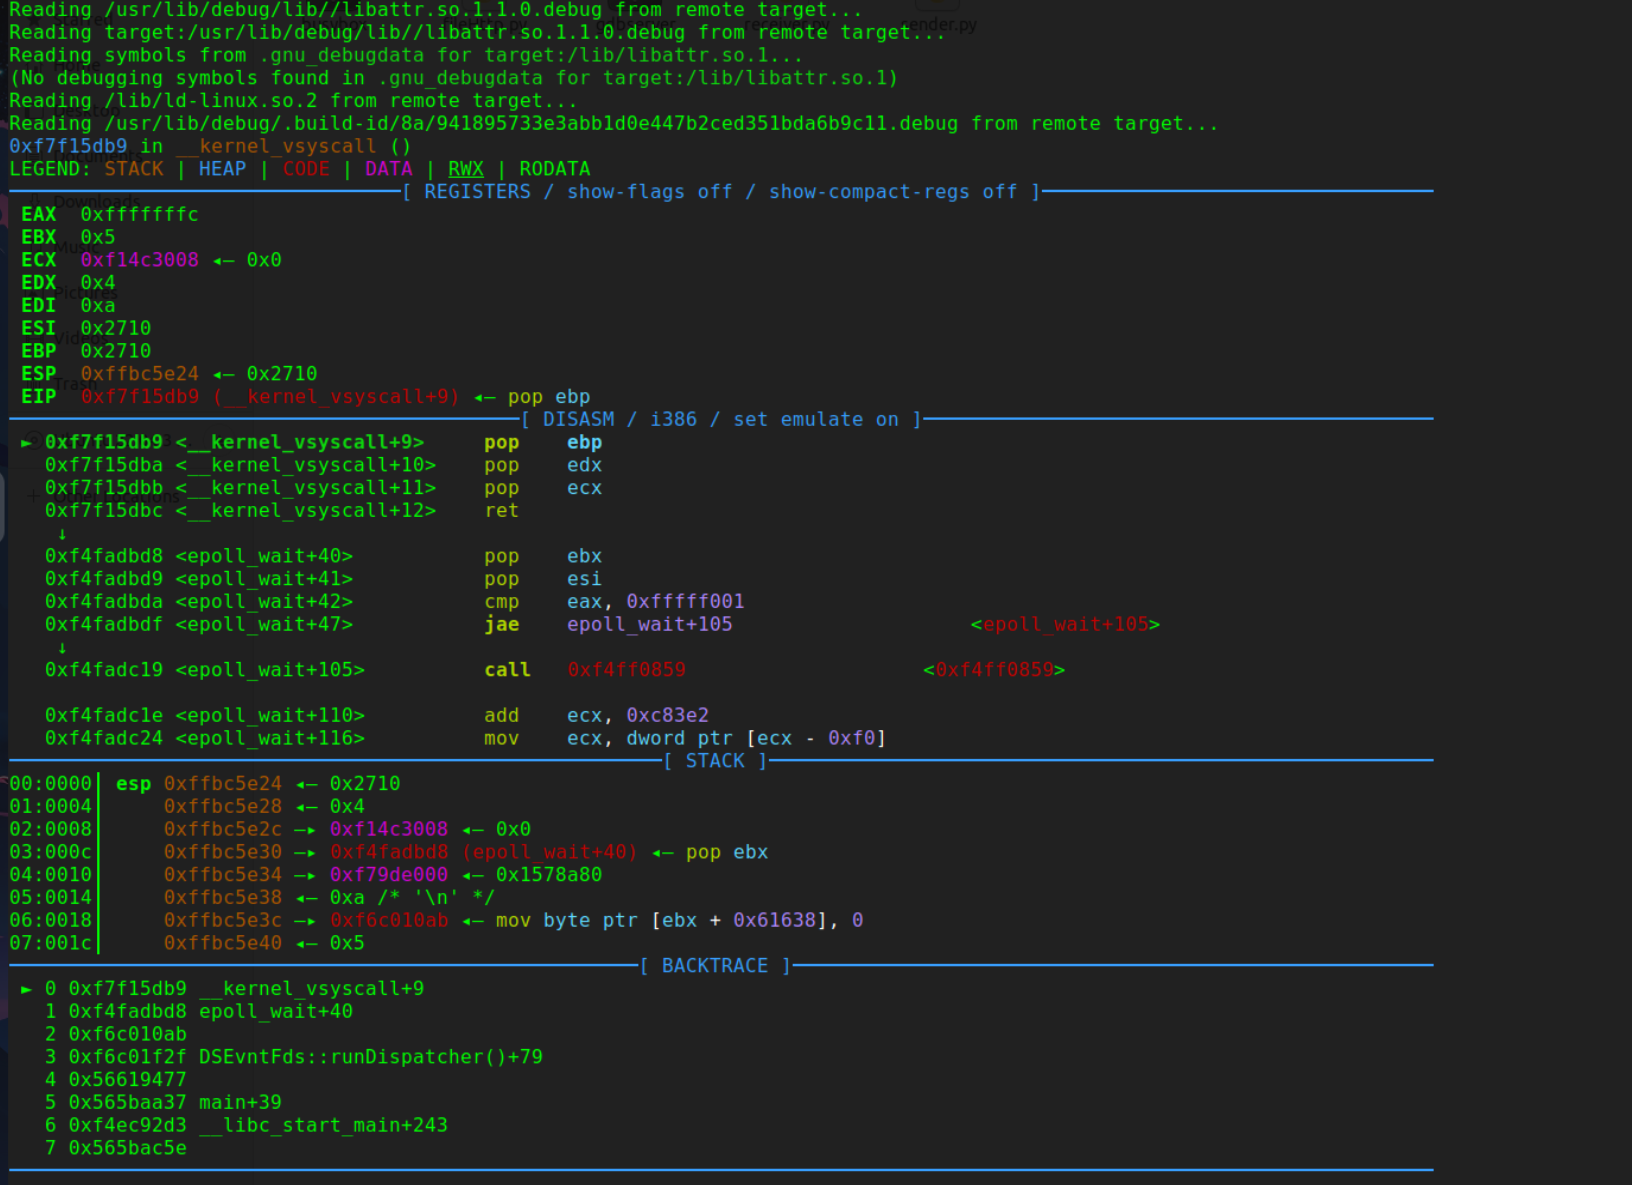 Reading /usr/lib/debug/lib//libattr.so.1.1.0.debug from remote target...
Reading target:/usr/lib/debug/lib//libattr.so.1.1.0.debug from remote target...
Reading symbols from .gnu_debugdata for target:/lib/libattr.so.1...
(No debugging symbols found in .gnu_debugdata for target:/lib/libattr.so.1)
Reading /lib/ld-linux.so.2 from remote target...
Reading /usr/lib/debug/.build-id/8a/941895733e3abb1d0e447b2ced351bda6b9c11.debug from remote target...
0xf7f15db9 in __kernel_vsyscall ()
LEGEND: STACK | HEAP | CODE | DATA | RWX | RODATA
[ REGISTERS / show-flags off / show-compact-regs off ]
EAX 0xfffffffc
EBX 0x5
ECX 0xf14c3008 ◂— 0x0
EDX 0x4
EDI 0xa
ESI 0x2710
EBP 0x2710
ESP 0xffbc5e24 ◂— 0x2710
EIP 0xf7f15db9 (__kernel_vsyscall+9) ◂— pop ebp
[ DISASM / i386 / set emulate on ]
► 0xf7f15db9 <__kernel_vsyscall+9> pop ebp
0xf7f15dba <__kernel_vsyscall+10> pop edx
0xf7f15dbb <__kernel_vsyscall+11> pop ecx
0xf7f15dbc <__kernel_vsyscall+12> ret
↓
0xf4fadbd8 <epoll_wait+40> pop ebx
0xf4fadbd9 <epoll_wait+41> pop esi
0xf4fadbda <epoll_wait+42> cmp eax, 0xfffff001
0xf4fadbdf <epoll_wait+47> jae epoll_wait+105 <epoll_wait+105>
↓
0xf4fadc19 <epoll_wait+105> call 0xf4ff0859 <0xf4ff0859>
0xf4fadc1e <epoll_wait+110> add ecx, 0xc83e2
0xf4fadc24 <epoll_wait+116> mov ecx, dword ptr [ecx - 0xf0]
[ STACK ]
00:0000│ esp 0xffbc5e24 ◂— 0x2710
01:0004│ 0xffbc5e28 ◂— 0x4
02:0008│ 0xffbc5e2c —▸ 0xf14c3008 ◂— 0x0
03:000c│ 0xffbc5e30 —▸ 0xf4fadbd8 (epoll_wait+40) ◂— pop ebx
04:0010│ 0xffbc5e34 —▸ 0xf79de000 ◂— 0x1578a80
05:0014│ 0xffbc5e38 ◂— 0xa /* '\n' */
06:0018│ 0xffbc5e3c —▸ 0xf6c010ab ◂— mov byte ptr [ebx + 0x61638], 0
07:001c│ 0xffbc5e40 ◂— 0x5
[ BACKTRACE ]
► 0 0xf7f15db9 __kernel_vsyscall+9
1 0xf4fadbd8 epoll_wait+40
2 0xf6c010ab
3 0xf6c01f2f DSEvntFds::runDispatcher()+79
4 0x56619477
5 0x565baa37 main+39
6 0xf4ec92d3 __libc_start_main+243
7 0x565bac5e